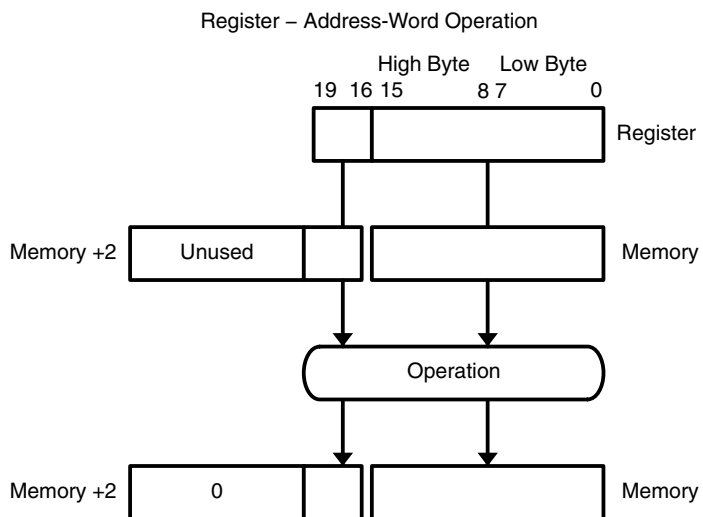 Register – Address-Word Operation
High Byte Low Byte
19 16 15 8 7 0
Register
Memory +2 Unused Memory
Operation
Memory +2 0 Memory